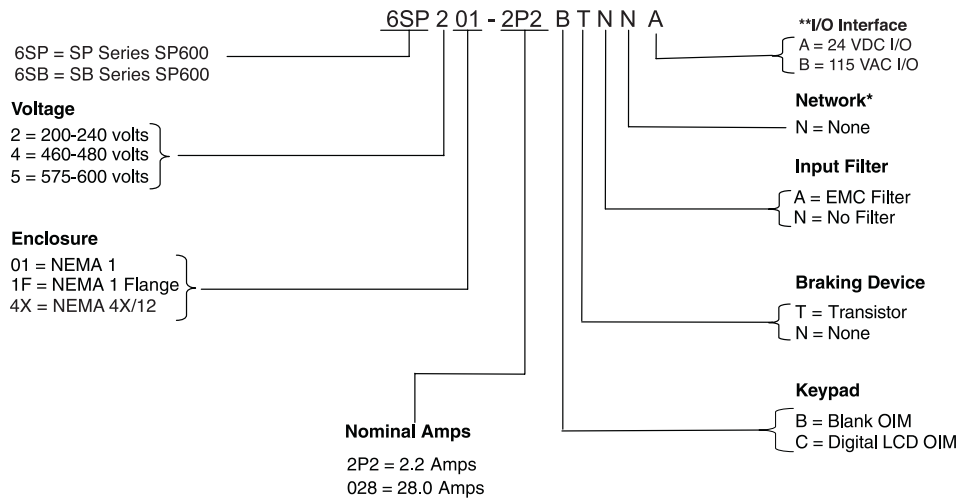 6SP 2 01 - 2P2 B T N N A
6SP = SP Series SP600
6SB = SB Series SP600
Voltage
2 = 200-240 volts
4 = 460-480 volts
5 = 575-600 volts
Enclosure
01 = NEMA 1
1F = NEMA 1 Flange
4X = NEMA 4X/12
Nominal Amps
2P2 = 2.2 Amps
028 = 28.0 Amps
**I/O Interface
A = 24 VDC I/O
B = 115 VAC I/O
Network*
N = None
Input Filter
A = EMC Filter
N = No Filter
Braking Device
T = Transistor
N = None
Keypad
B = Blank OIM
C = Digital LCD OIM